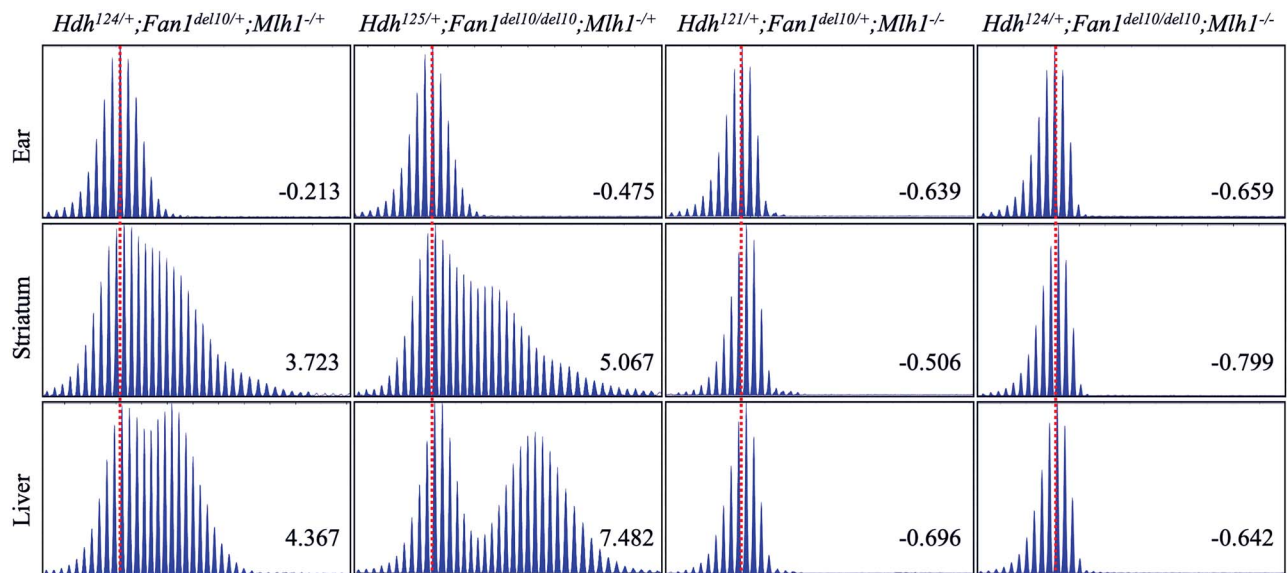 Hdh124/+;Fan1del10/+;Mlh1-/+ Hdh125/+;Fan1del10/del10;Mlh1-/+ Hdh121/+;Fan1del10/+;Mlh1-/- Hdh124/+;Fan1del10/del10;Mlh1-/-
Ear -0.213 -0.475 -0.639 -0.659
Striatum 3.723 5.067 -0.506 -0.799
Liver 4.367 7.482 -0.696 -0.642